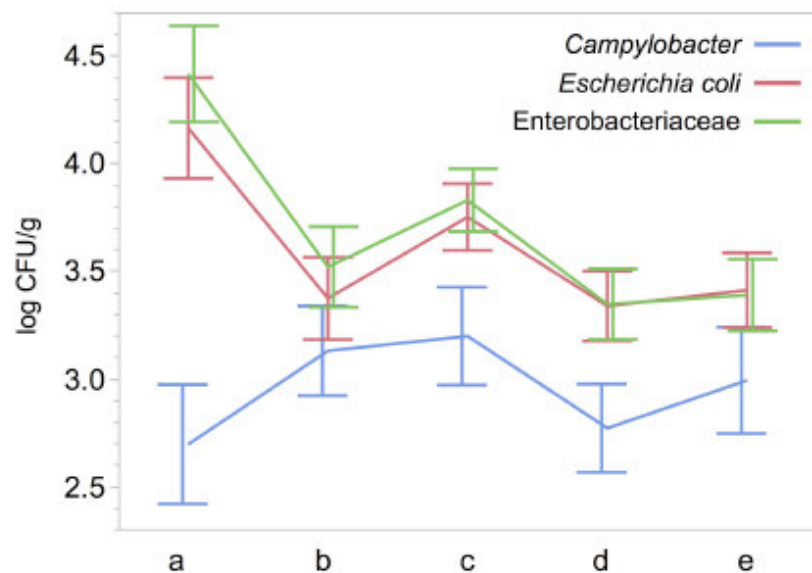 Campylobacter
Escherichia coli
Enterobacteriaceae
4.5
4.0
3.5
3.0
2.5
log CFU/g
a b c d e